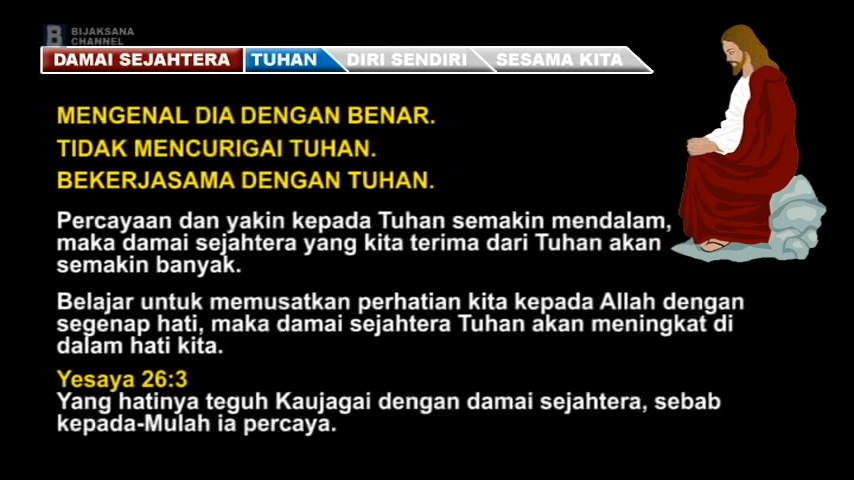 BIJAKSANA
CHANNEL
DAMAI SEJAHTERA TUHAN DIRI SENDIRI SESAMA KITA
MENGENAL DIA DENGAN BENAR.
TIDAK MENCURIGAI TUHAN.
BEKERJASAMA DENGAN TUHAN.
Percayaan dan yakin kepada Tuhan semakin mendalam,
maka damai sejahtera yang kita terima dari Tuhan akan
semakin banyak.
Belajar untuk memusatkan perhatian kita kepada Allah dengan
segenap hati, maka damai sejahtera Tuhan akan meningkat di
dalam hati kita.
Yesaya 26:3
Yang hatinya teguh Kaujagai dengan damai sejahtera, sebab
kepada-Mulah ia percaya.